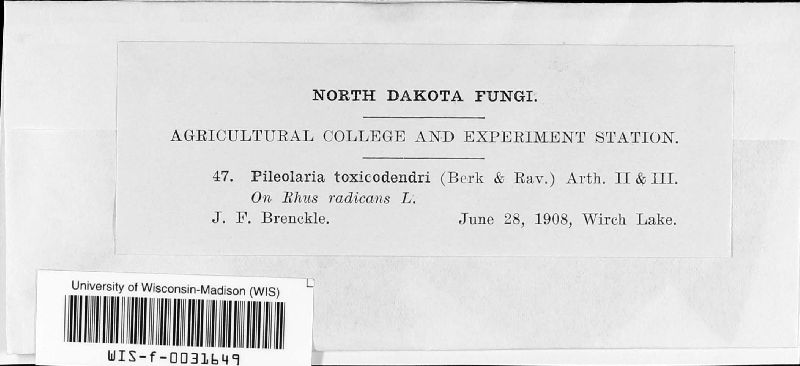 NORTH DAKOTA FUNGI.
AGRICULTURAL COLLEGE AND EXPERIMENT STATION.
47. Pileolaria toxicodendri (Berk & Rav.) Arth. II & III.
On Rhus radicans L.
J. F. Brenckle. June 28, 1908, Wirch Lake.
University of Wisconsin-Madison (WIS)
WIS-f-0031649